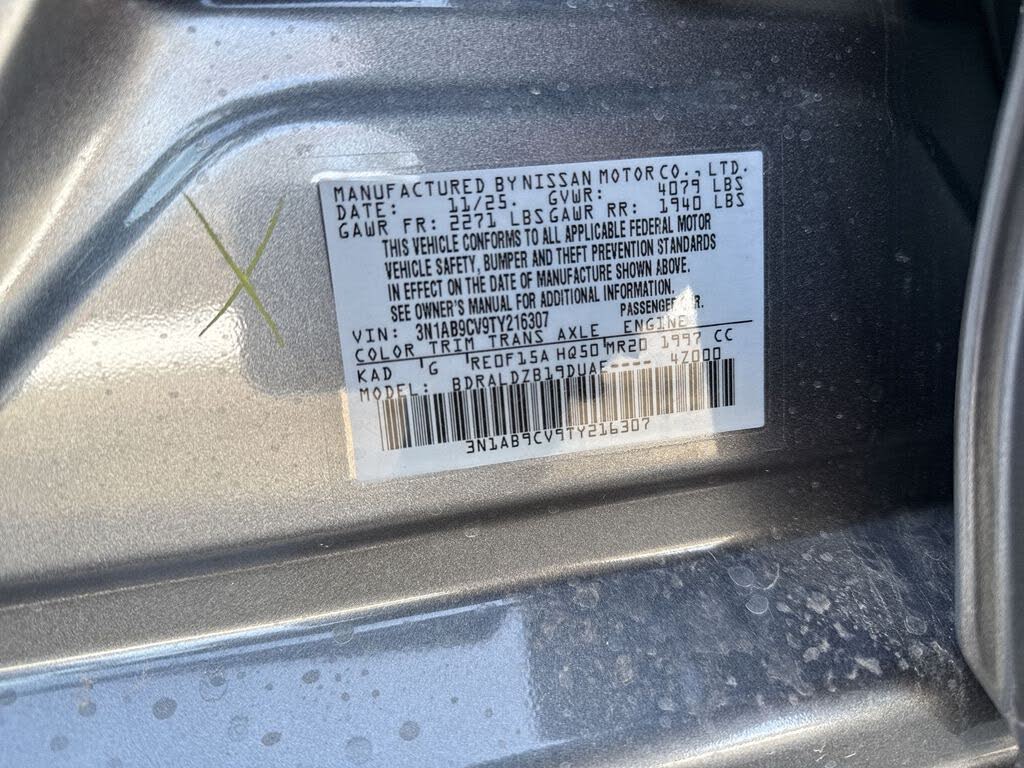 MANUFACTURED BY NISSAN MOTOR CO., LTD.
DATE: 11/25. GVWR: 4079 LBS
GAWR FR: 2271 LBS GAWR RR: 1940 LBS
THIS VEHICLE CONFORMS TO ALL APPLICABLE FEDERAL MOTOR
VEHICLE SAFETY, BUMPER AND THEFT PREVENTION STANDARDS
IN EFFECT ON THE DATE OF MANUFACTURE SHOWN ABOVE.
SEE OWNER'S MANUAL FOR ADDITIONAL INFORMATION.
VIN: 3N1AB9CV9TY216307 PASSENGER CAR.
COLOR TRIM TRANS AXLE ENGINE
KAD G RE0F15A HQ50 MR20 1997 CC
MODEL: BDRALDZB19DUAF---- 4Z000
3N1AB9CV9TY216307